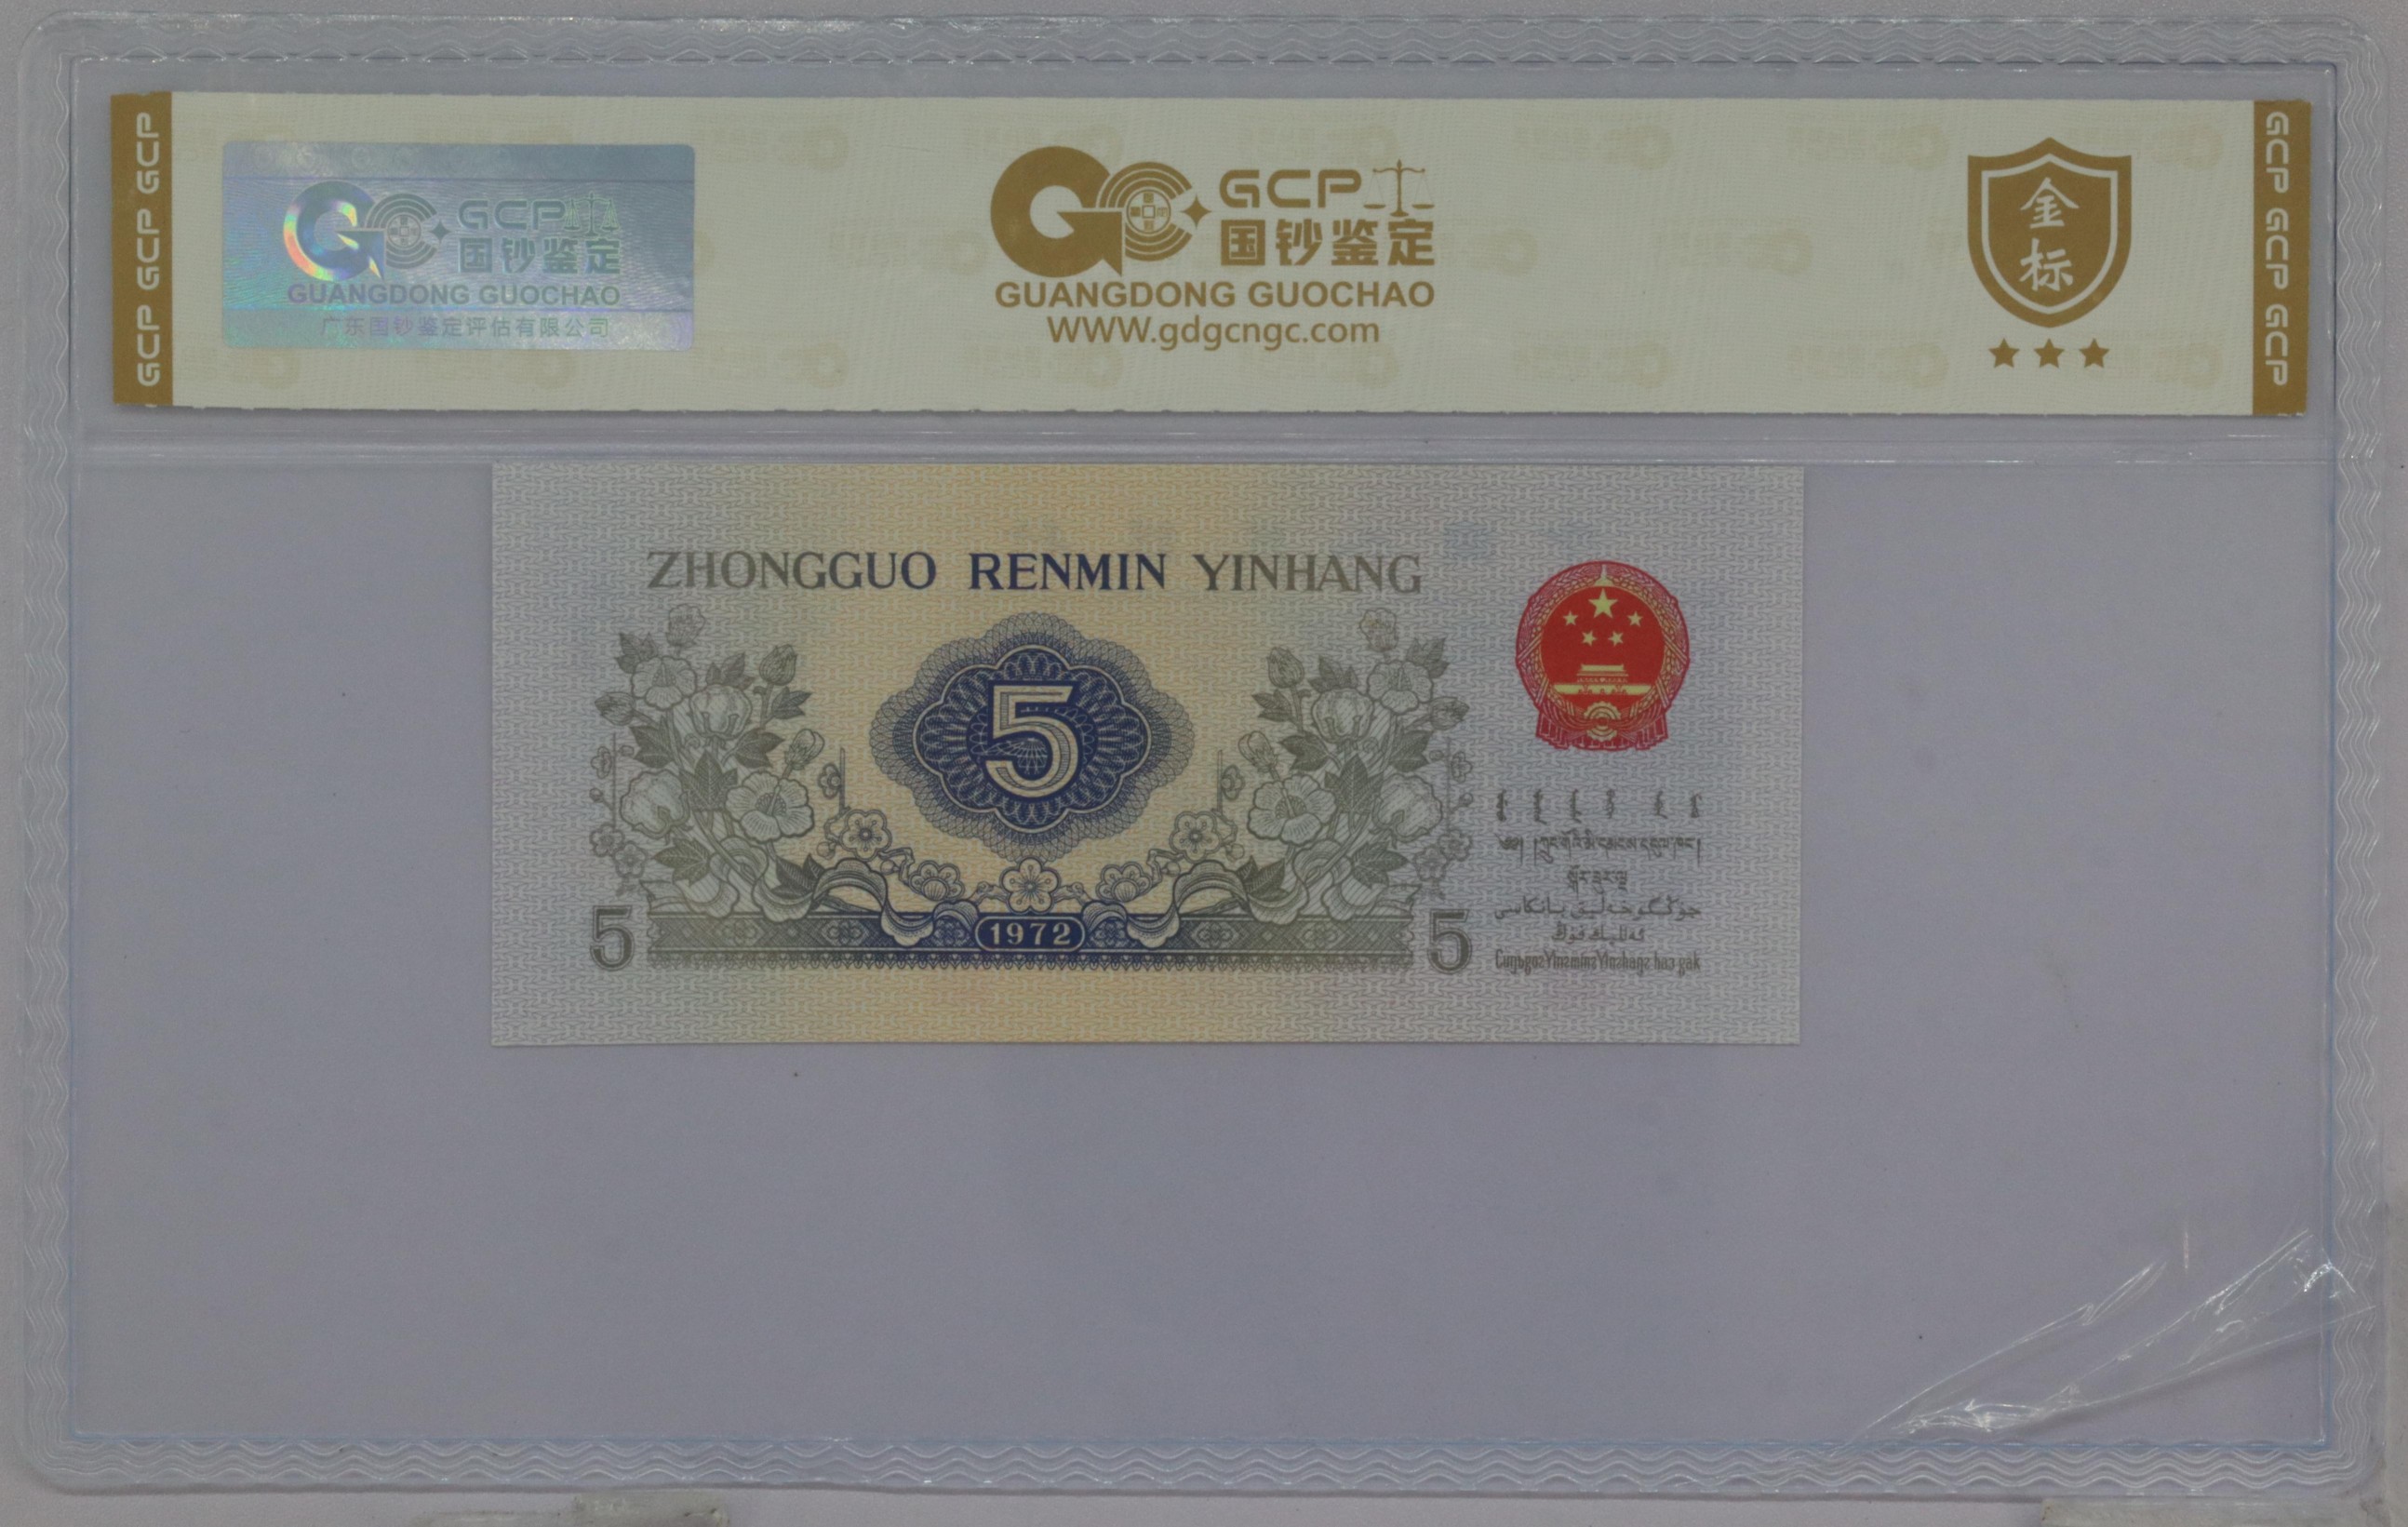 GCP GCP GCP
GCP
国钞鉴定
GUANGDONG GUOCHAO
广东国钞鉴定评估有限公司
GCP
国钞鉴定
GUANGDONG GUOCHAO
WWW.gdgcngc.com
金标
GCP GCP GCP
ZHONGGUO RENMIN YINHANG
5
5
1972
5